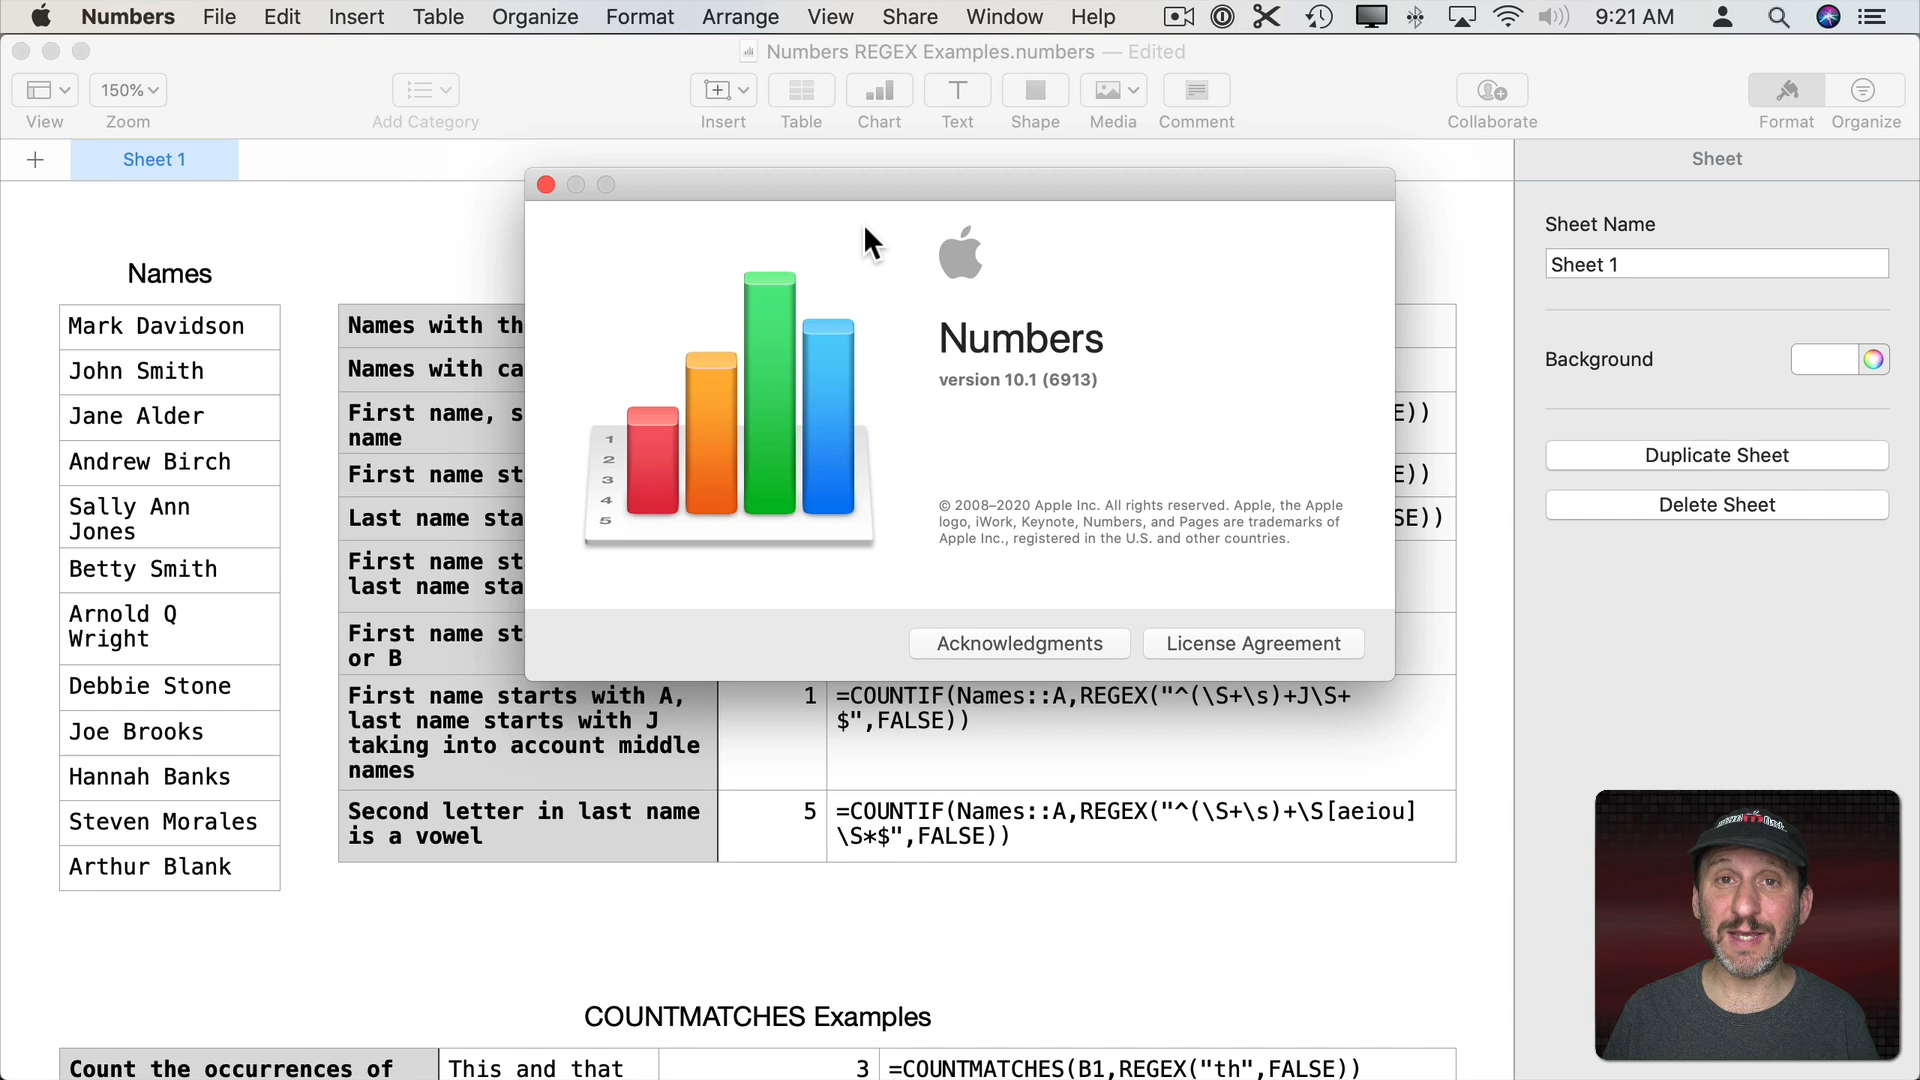 Numbers File Edit Insert Table Organize Format Arrange View Share Window Help 9:21 AM
Numbers REGEX Examples.numbers — Edited
150%
View Zoom Add Category Insert Table Chart Text Shape Media Comment Collaborate Format Organize
Sheet 1
Sheet
Sheet Name
Sheet 1
Background
Duplicate Sheet
Delete Sheet
Numbers
version 10.1 (6913)
© 2008–2020 Apple Inc. All rights reserved. Apple, the Apple
logo, iWork, Keynote, Numbers, and Pages are trademarks of
Apple Inc., registered in the U.S. and other countries.
Acknowledgments
License Agreement
1
2
3
4
5
Names
Mark Davidson
John Smith
Jane Alder
Andrew Birch
Sally Ann
Jones
Betty Smith
Arnold Q
Wright
Debbie Stone
Joe Brooks
Hannah Banks
Steven Morales
Arthur Blank
Names with th
Names with ca
First name, s
name
E))
First name st
E))
Last name sta
SE))
First name st
last name sta
First name st
or B
First name starts with A,
last name starts with J
taking into account middle
names
1
=COUNTIF(Names::A,REGEX("^(\S+\s)+J\S+
$",FALSE))
Second letter in last name
is a vowel
5
=COUNTIF(Names::A,REGEX("^(\S+\s)+\S[aeiou]
\S*$",FALSE))
COUNTMATCHES Examples
Count the occurrences of
This and that
3
=COUNTMATCHES(B1,REGEX("th",FALSE))